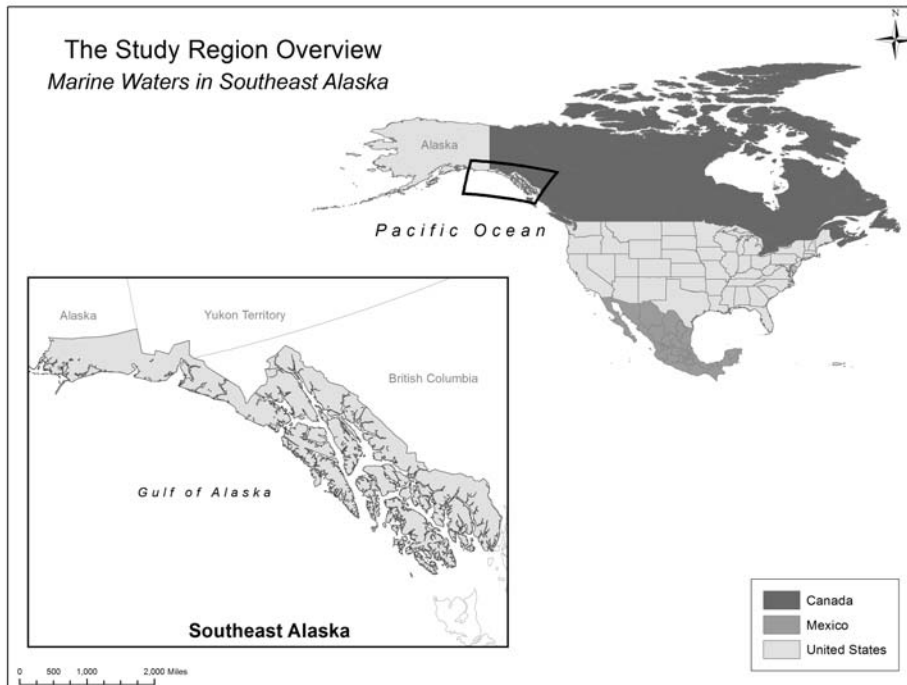 The Study Region Overview
Marine Waters in Southeast Alaska
N
Alaska
Pacific Ocean
Alaska
Yukon Territory
British Columbia
Gulf of Alaska
Southeast Alaska
Canada
Mexico
United States
0 500 1,000 2,000 Miles